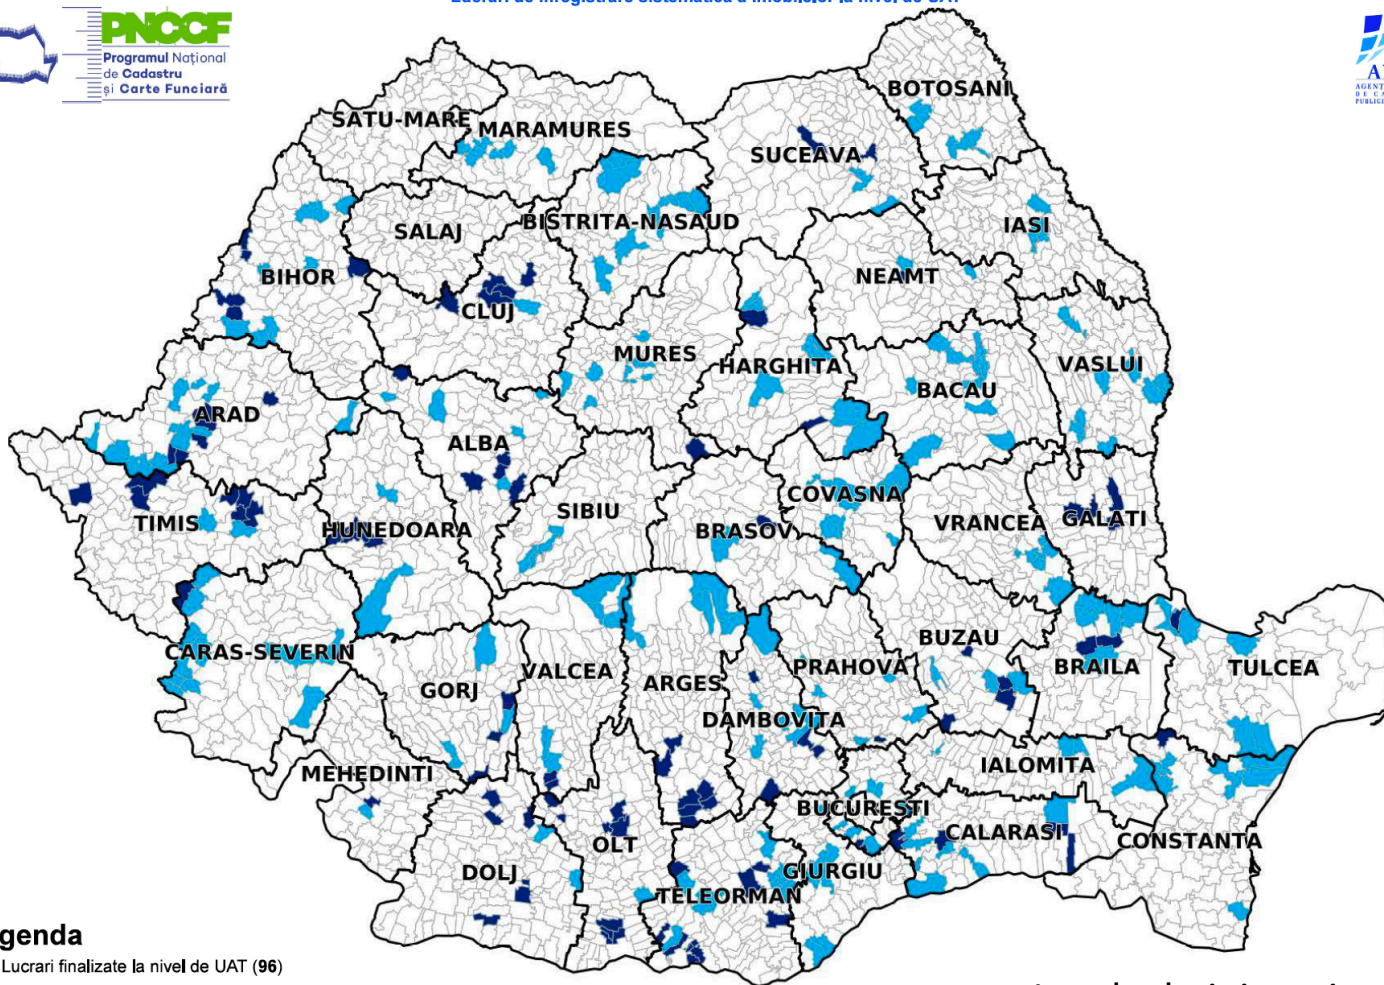 PNCCF
Programul Național
de Cadastru
și Carte Funciară
BOTOSANI
SATU-MARE
MARAMURES
SUCEAVA
SALAJ
BISTRITA-NASAUD
IASI
BIHOR
NEAMT
CLUJ
MURES
HARGHITA
VASLUI
BACAU
ARAD
ALBA
COVASNA
SIBIU
TIMIS
HUNEDOARA
BRASOV
VRANCEA
GALATI
BUZAU
CARAS-SEVERIN
VALCEA
PRAHOVA
BRAILA
TULCEA
GORJ
ARGES
DAMBOVITA
MEHEDINTI
IALOMITA
BUCURESTI
CALARASI
CONSTANTA
OLT
DOLJ
GIURGIU
TELEORMAN
genda
Lucrari finalizate la nivel de UAT (96)